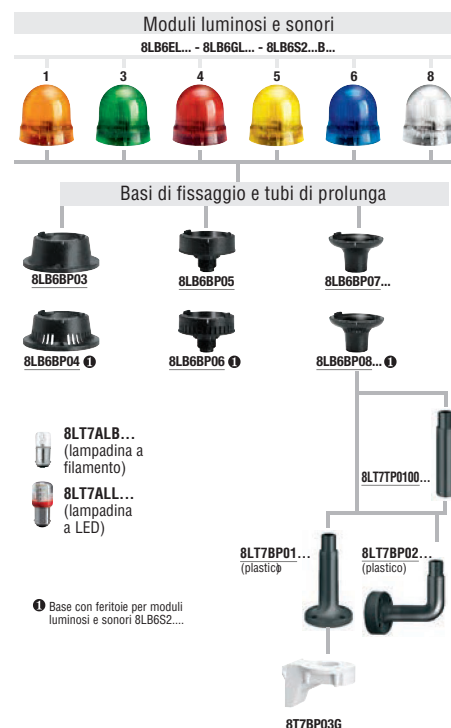 Moduli luminosi e sonori
8LB6EL... - 8LB6GL... - 8LB6S2...B...
1 3 4 5 6 8
Basi di fissaggio e tubi di prolunga
8LB6BP03 8LB6BP05 8LB6BP07...
8LB6BP04 ❶ 8LB6BP06 ❶ 8LB6BP08... ❶
8LT7ALB...
(lampadina a
filamento)
8LT7ALL...
(lampadina
a LED)
8LT7TP0100...
8LT7BP01...
(plastico)
8LT7BP02...
(plastico)
❶ Base con feritoie per moduli
luminosi e sonori 8LB6S2....
8T7BP03G